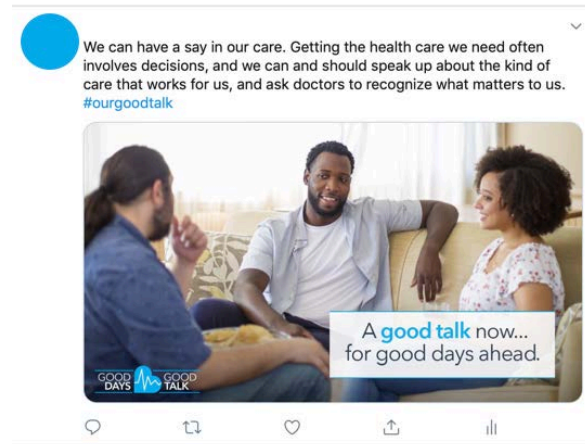 We can have a say in our care. Getting the health care we need often
involves decisions, and we can and should speak up about the kind of
care that works for us, and ask doctors to recognize what matters to us.
#ourgoodtalk
A good talk now...
for good days ahead.
GOOD GOOD
DAYS TALK